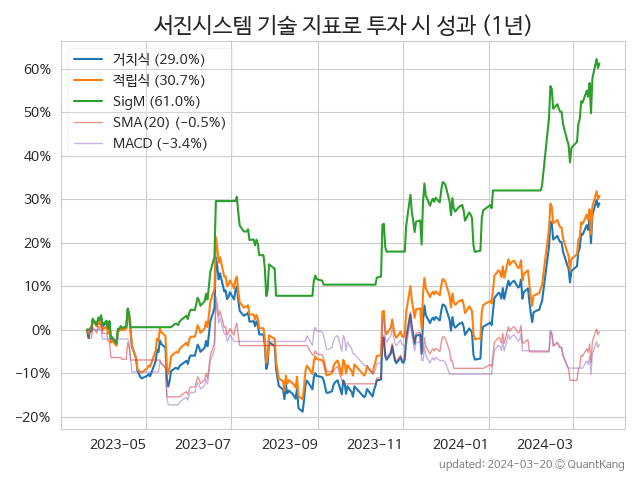 서진시스템 기술 지표로 투자 시 성과 (1년)
거치식 (29.0%)
적립식 (30.7%)
SigM (61.0%)
SMA(20) (−0.5%)
MACD (−3.4%)
60%
50%
40%
30%
20%
10%
0%
−10%
−20%
2023-05 2023-07 2023-09 2023-11 2024-01 2024-03
updated: 2024-03-20 © QuantKang